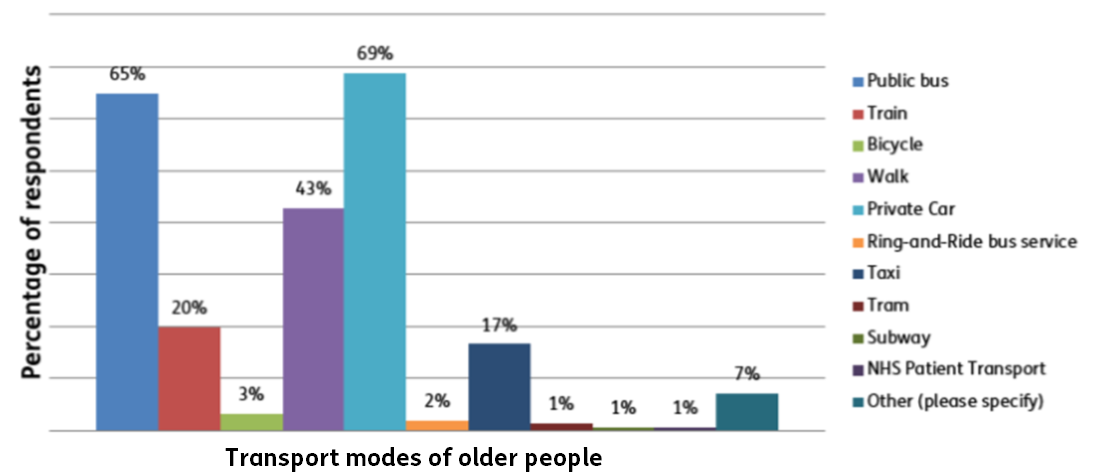 Percentage of respondents
65%
20%
3%
43%
69%
2%
17%
1%
1%
1%
7%
Transport modes of older people
Public bus
Train
Bicycle
Walk
Private Car
Ring-and-Ride bus service
Taxi
Tram
Subway
NHS Patient Transport
Other (please specify)